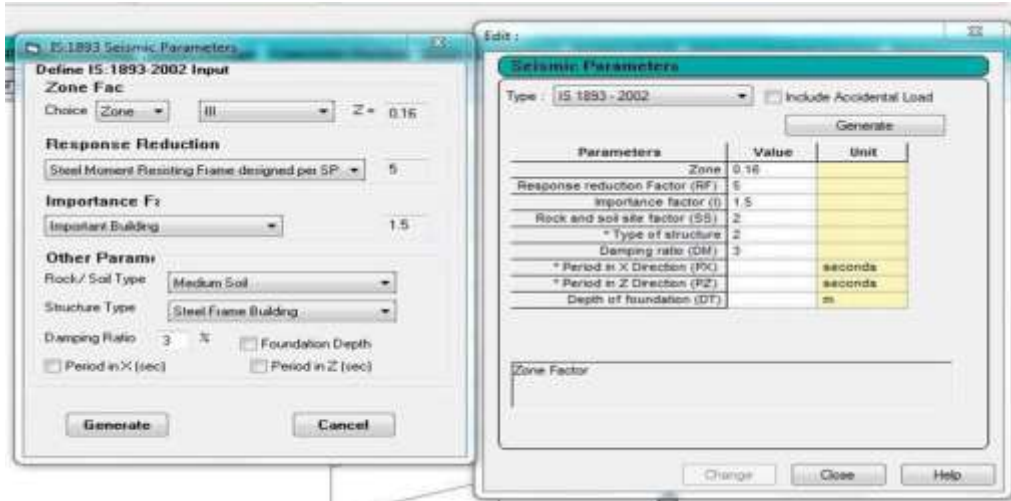 IS:1893 Seismic Parameters
Define IS:1893-2002 Input
Zone Fac
Choice Zone III Z = 0.16
Response Reduction
Steel Moment Resisting Frame designed per SP 5
Importance Fa
Important Building 1.5
Other Parame
Rock/ Soil Type Medium Soil
Structure Type Steel Frame Building
Damping Ratio 3 % Foundation Depth
Period in X (sec) Period in Z (sec)
Generate Cancel
Edit :
Seismic Parameters
Type : IS 1893 - 2002 Include Accidental Load
Generate
Parameters Value Unit
Zone 0.16
Response reduction Factor (RF) 5
Importance factor (I) 1.5
Rock and soil site factor (SS) 2
* Type of structure 2
Damping ratio (DM) 3
* Period in X Direction (PX) seconds
* Period in Z Direction (PZ) seconds
Depth of foundation (DT) m
Zone Factor
Change Close Help